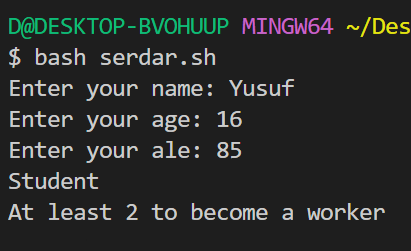 D@DESKTOP-BVOHUUP MINGW64 ~/Des
$ bash serdar.sh
Enter your name: Yusuf
Enter your age: 16
Enter your ale: 85
Student
At least 2 to become a worker